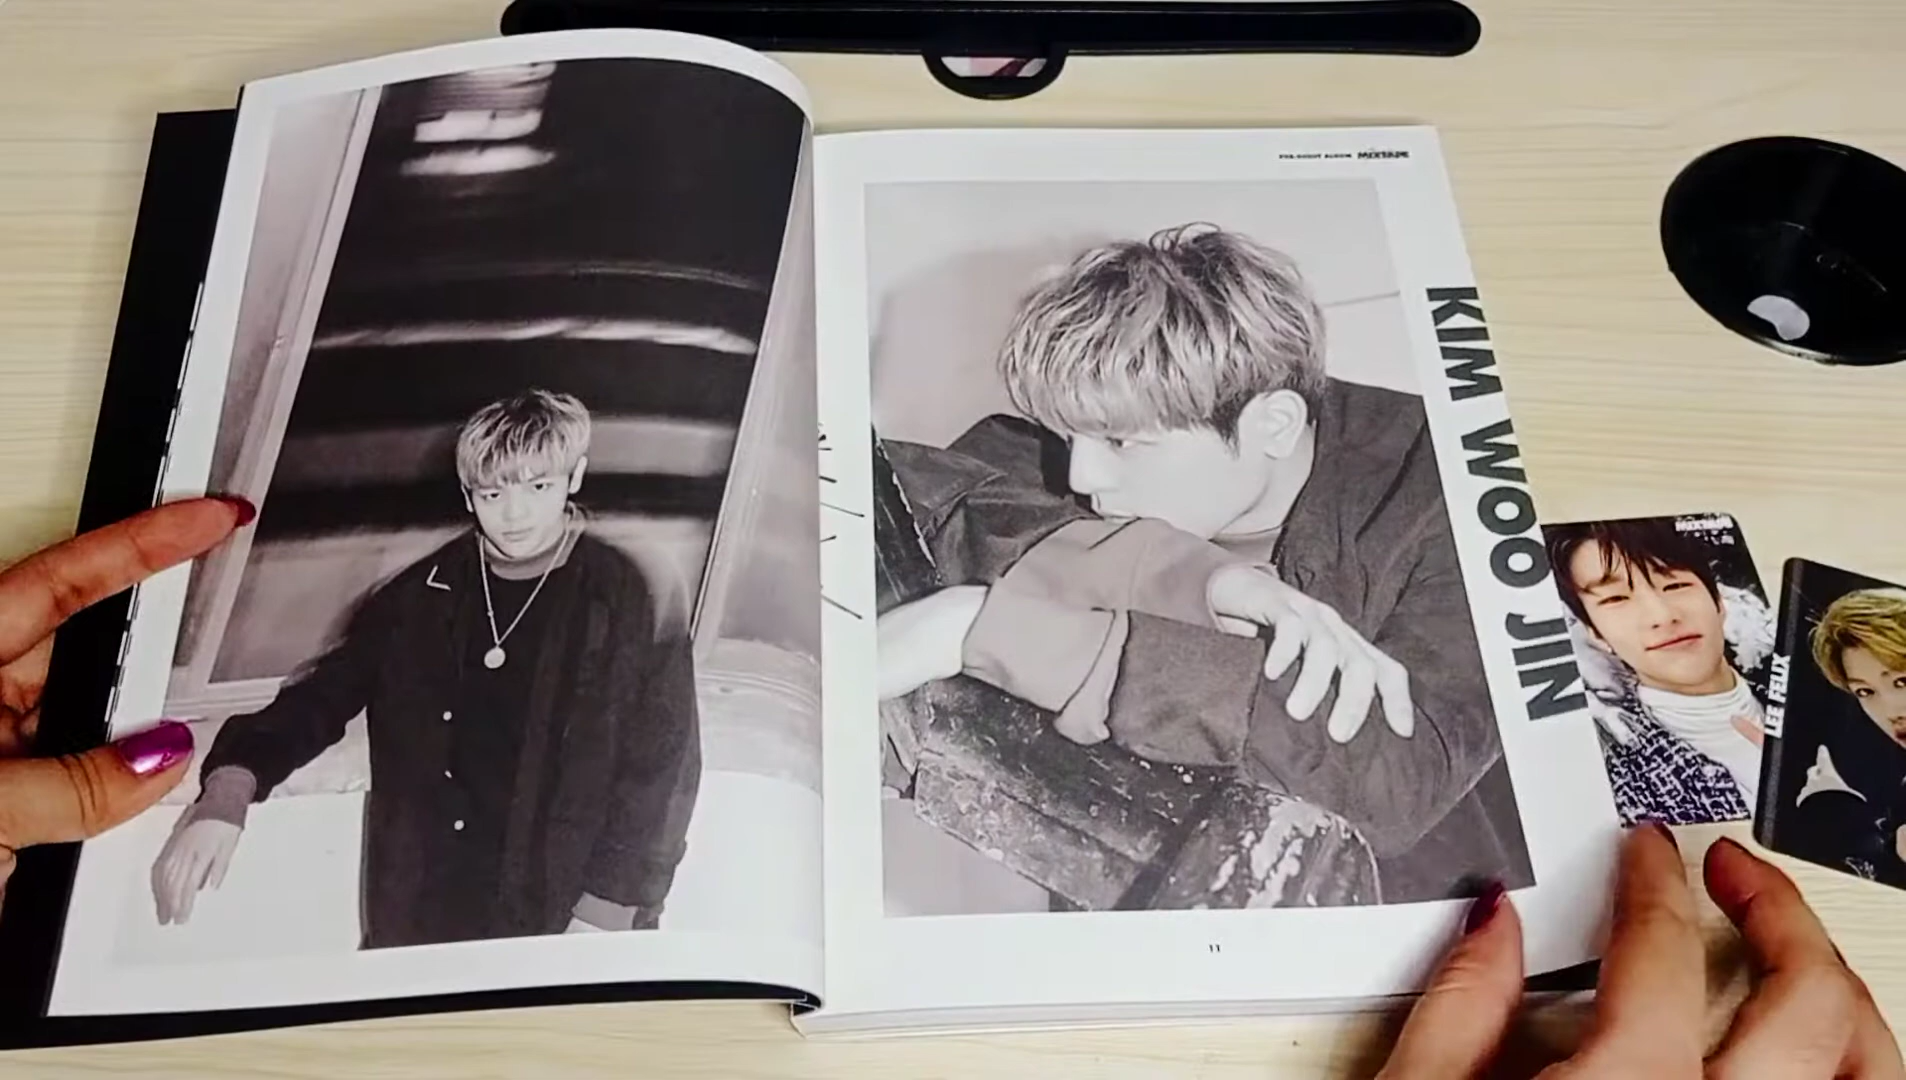 PRE-DEBUT ALBUM MIXTAPE
KIM WOO JIN
11
MIXTAPE
LEE FELIX